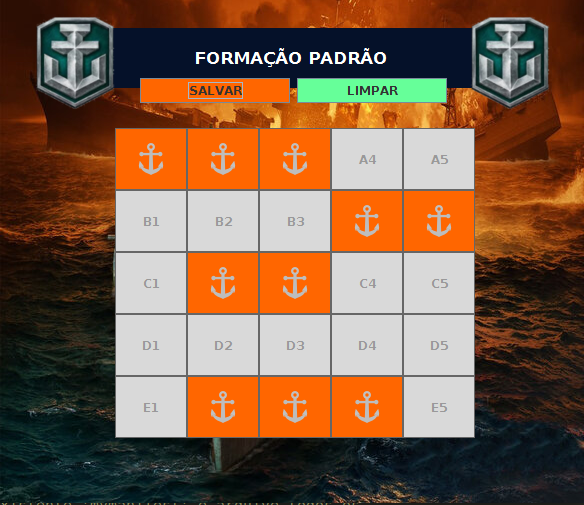 FORMAÇÃO PADRÃO
SALVAR LIMPAR
A4 A5
B1 B2 B3
C1 C4 C5
D1 D2 D3 D4 D5
E1 E5